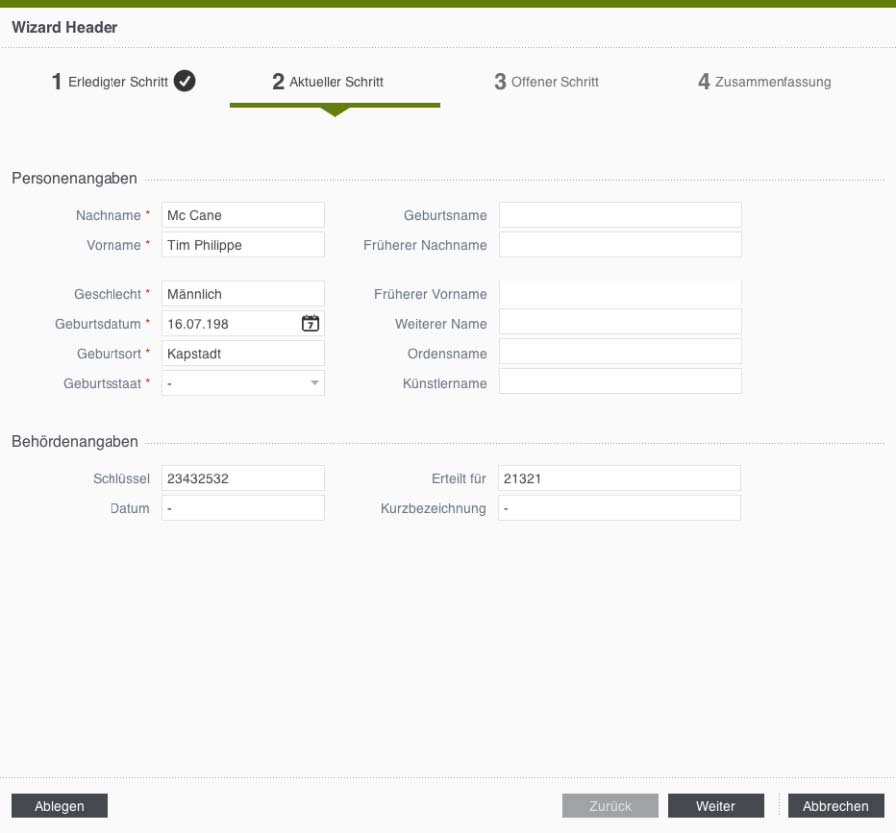 Wizard Header
1 Erledigter Schritt 2 Aktueller Schritt 3 Offener Schritt 4 Zusammenfassung
Personenangaben
Nachname * Mc Cane Geburtsname
Vorname * Tim Philippe Früherer Nachname
Geschlecht * Männlich Früherer Vorname
Geburtsdatum * 16.07.198 7 Weiterer Name
Geburtsort * Kapstadt Ordensname
Geburtsstaat * - Künstlername
Behördenangaben
Schlüssel 23432532 Erteilt für 21321
Datum - Kurzbezeichnung -
Ablegen Zurück Weiter Abbrechen